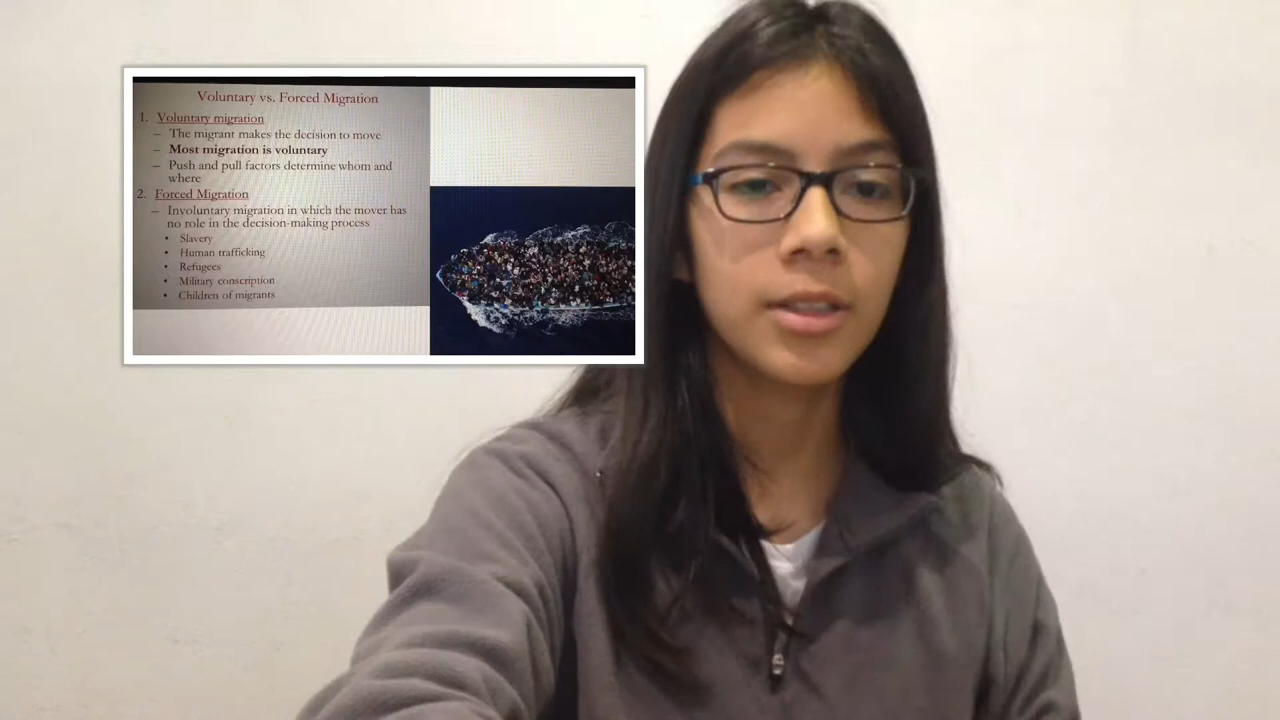 Voluntary vs. Forced Migration
1. Voluntary migration
– The migrant makes the decision to move
– Most migration is voluntary
– Push and pull factors determine whom and
where
2. Forced Migration
– Involuntary migration in which the mover has
no role in the decision-making process
• Slavery
• Human trafficking
• Refugees
• Military conscription
• Children of migrants